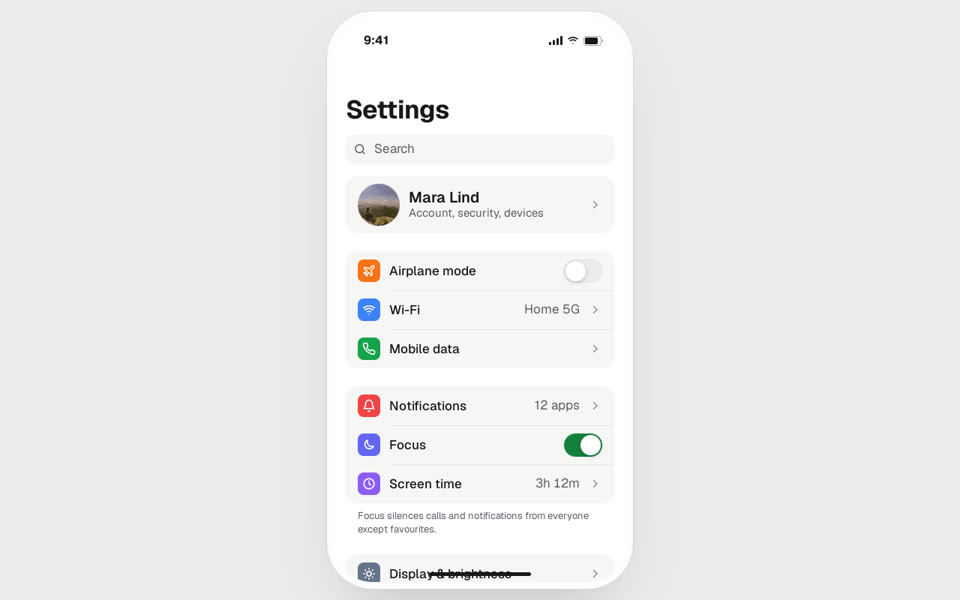 9:41
Settings
Search
Mara Lind
Account, security, devices
Airplane mode
Wi-Fi Home 5G
Mobile data
Notifications 12 apps
Focus
Screen time 3h 12m
Focus silences calls and notifications from everyone
except favourites.
Display & brightness